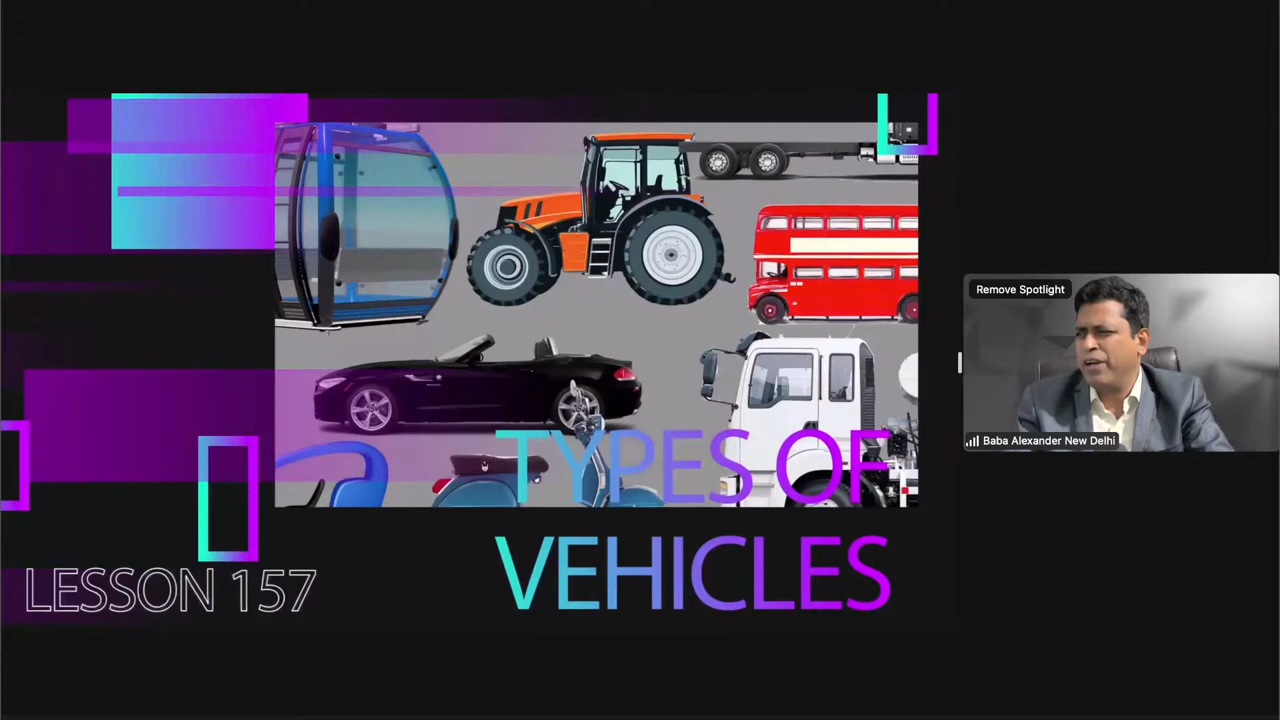 Remove Spotlight
Baba Alexander New Delhi
TYPES OF
VEHICLES
LESSON 157